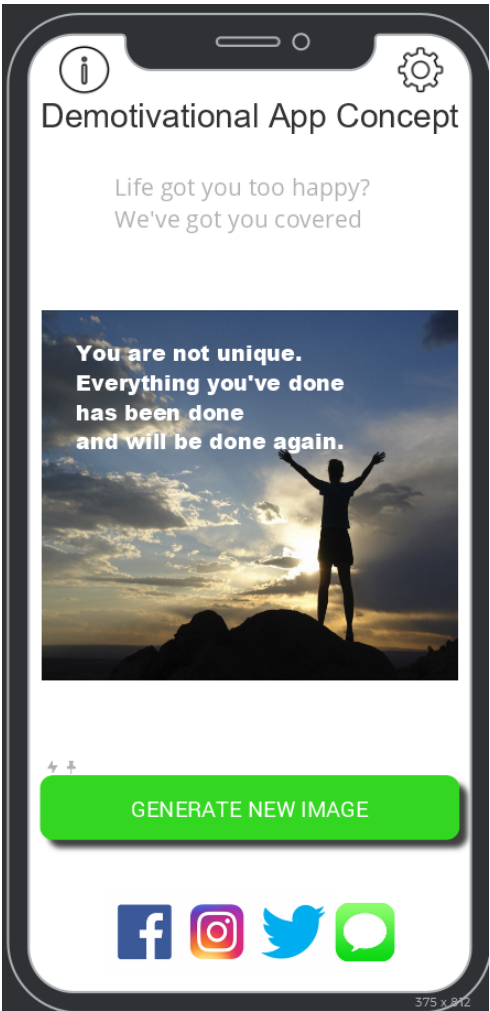 Demotivational App Concept
Life got you too happy?
We've got you covered
You are not unique.
Everything you've done
has been done
and will be done again.
GENERATE NEW IMAGE
375 x 812